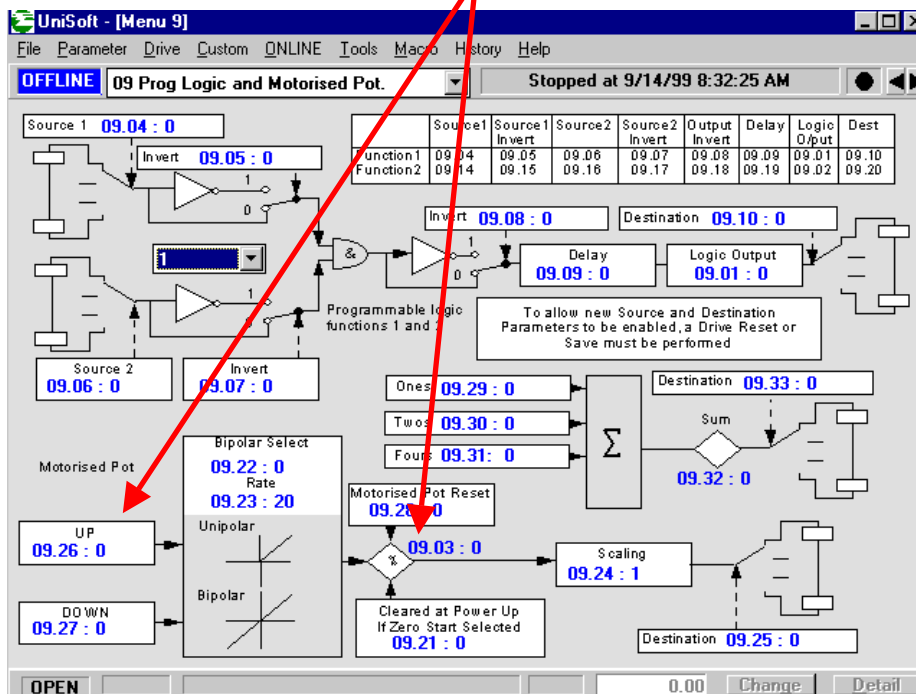 UniSoft - [Menu 9]
File Parameter Drive Custom ONLINE Tools Macro History Help
OFFLINE 09 Prog Logic and Motorised Pot. Stopped at 9/14/99 8:32:25 AM
Source 1 09.04 : 0
Invert 09.05 : 0
Source1 Source1 Invert Source2 Source2 Invert Output Invert Delay Logic O/put Dest
Function1 09.04 09.05 09.06 09.07 09.08 09.09 09.01 09.10
Function2 09.14 09.15 09.16 09.17 09.18 09.19 09.02 09.20
1
0
Invert 09.08 : 0
Destination 09.10 : 0
1
&
1
0
Delay
09.09 : 0
Logic Output
09.01 : 0
1
0
Programmable logic
functions 1 and 2
To allow new Source and Destination
Parameters to be enabled, a Drive Reset or
Save must be performed
Source 2
09.06 : 0
Invert
09.07 : 0
Ones 09.29 : 0
Twos 09.30 : 0
Fours 09.31: 0
Σ
Destination 09.33 : 0
Sum
09.32 : 0
Motorised Pot
Bipolar Select
09.22 : 0
Rate
09.23 : 20
Unipolar
Bipolar
UP
09.26 : 0
DOWN
09.27 : 0
Motorised Pot Reset
09.28 : 0
%
09.03 : 0
Cleared at Power Up
If Zero Start Selected
09.21 : 0
Scaling
09.24 : 1
Destination 09.25 : 0
OPEN 0.00 Change Detail